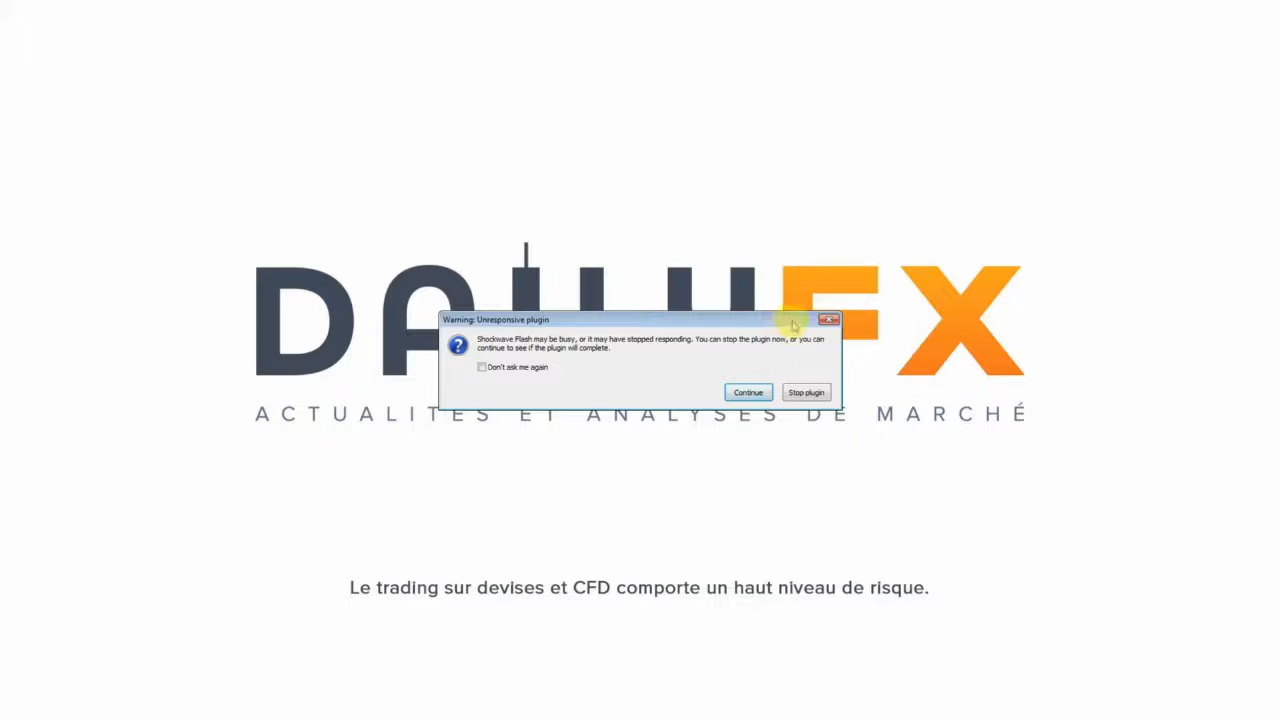 DAILYFX
Warning: Unresponsive plugin
Shockwave Flash may be busy, or it may have stopped responding. You can stop the plugin now, or you can
continue to see if the plugin will complete.
Don't ask me again
Continue
Stop plugin
ACTUALITÉS ET ANALYSES DE MARCHÉ
Le trading sur devises et CFD comporte un haut niveau de risque.